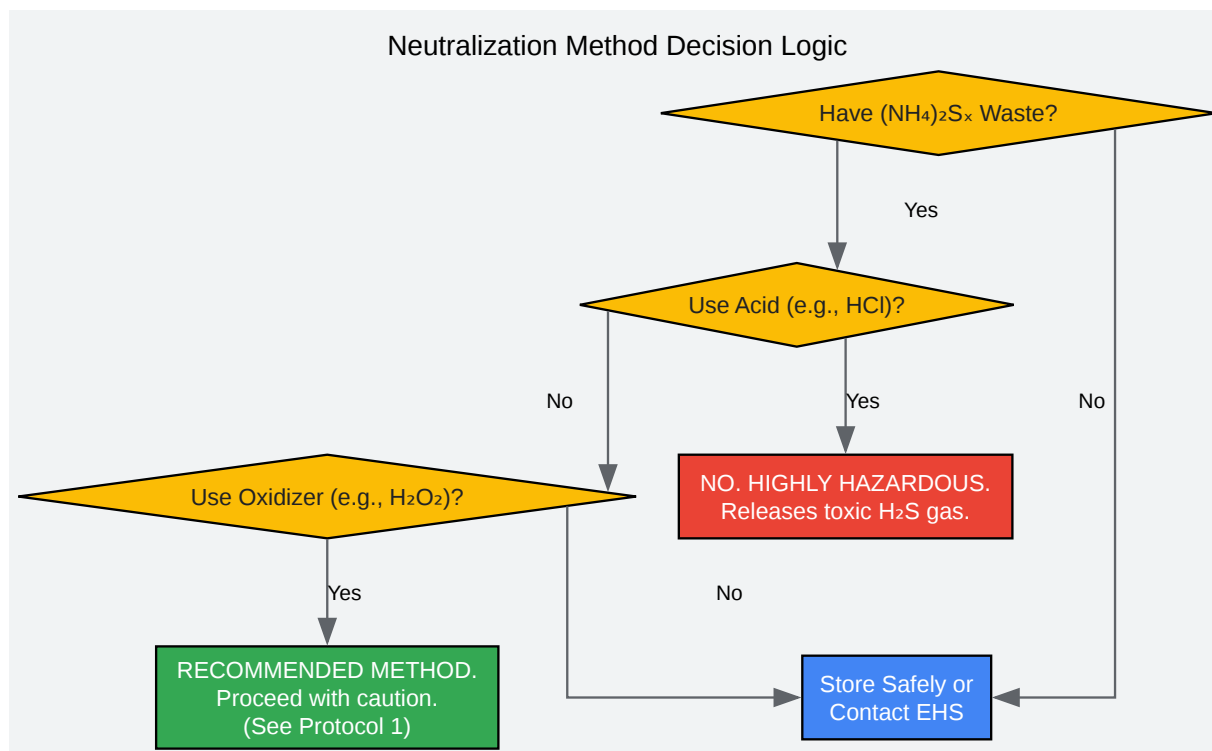 Neutralization Method Decision Logic
Have (NH₄)₂Sₓ Waste?
Yes
Use Acid (e.g., HCl)?
No
Yes
No
Use Oxidizer (e.g., H₂O₂)?
NO. HIGHLY HAZARDOUS.
Releases toxic H₂S gas.
Yes
No
RECOMMENDED METHOD.
Proceed with caution.
(See Protocol 1)
Store Safely or
Contact EHS